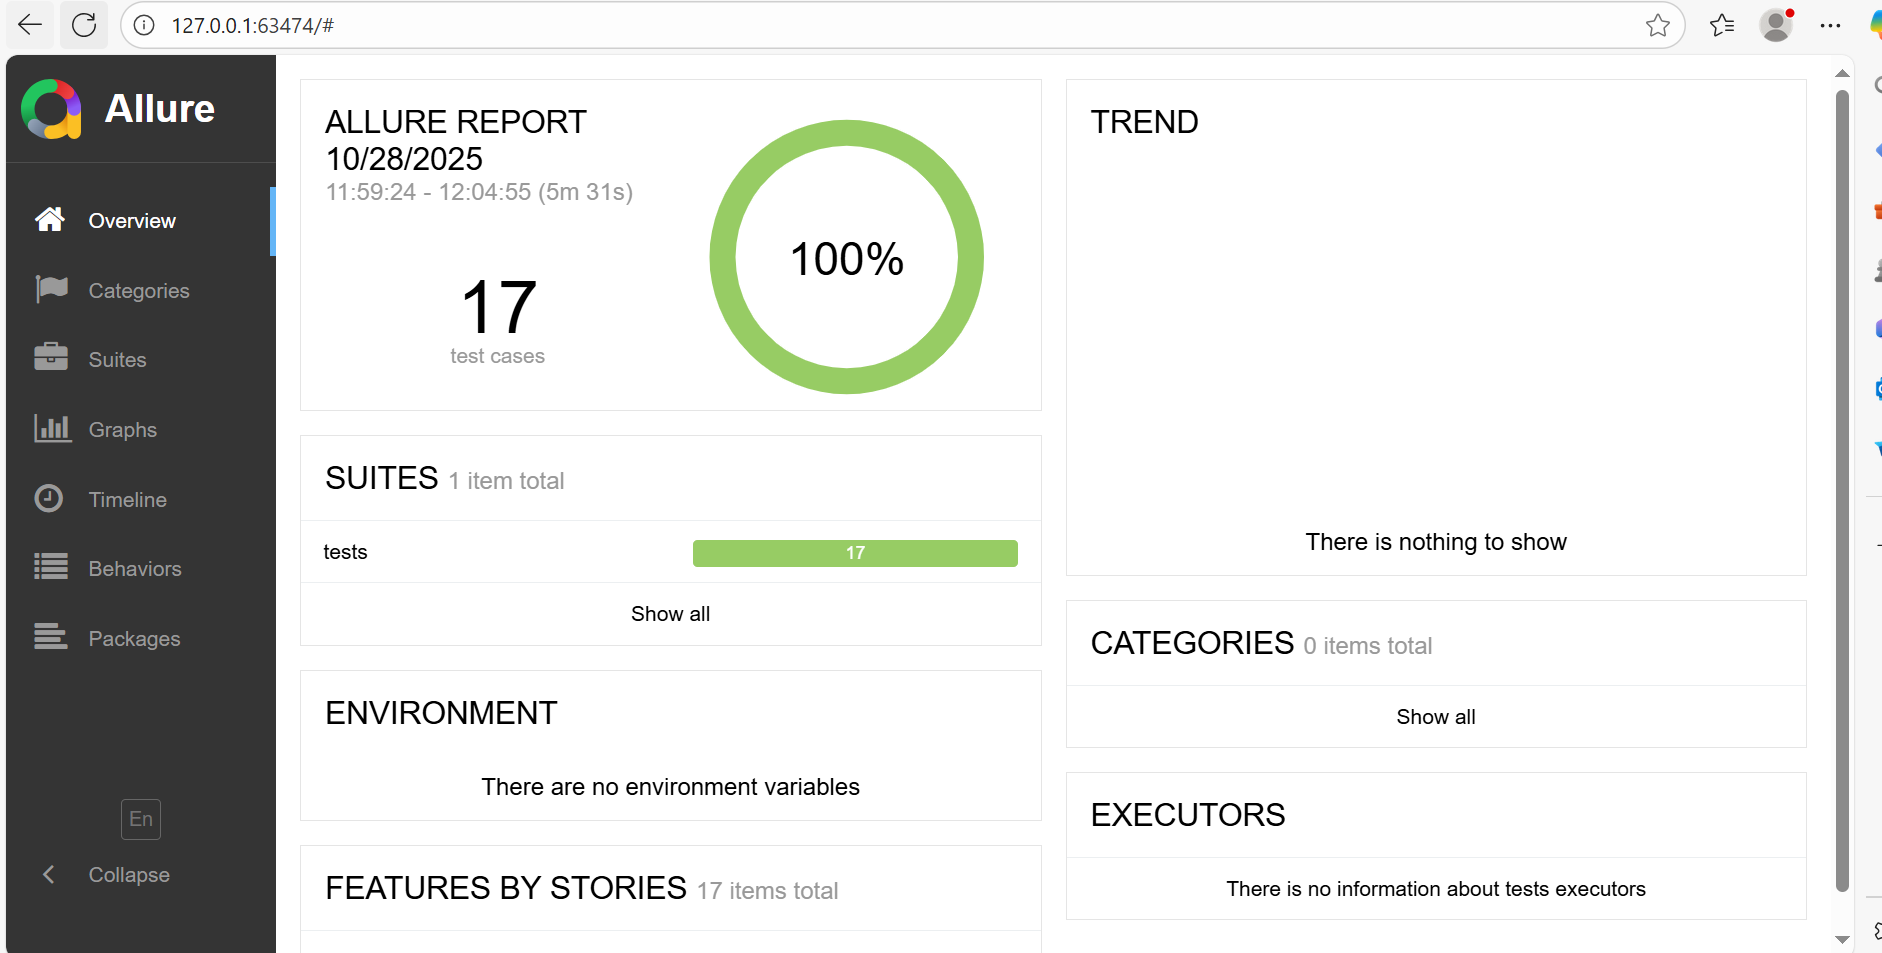 127.0.0.1:63474/#
Allure
Overview
Categories
Suites
Graphs
Timeline
Behaviors
Packages
En
Collapse
ALLURE REPORT
10/28/2025
11:59:24 - 12:04:55 (5m 31s)
17
test cases
100%
SUITES 1 item total
tests
17
Show all
ENVIRONMENT
There are no environment variables
FEATURES BY STORIES 17 items total
TREND
There is nothing to show
CATEGORIES 0 items total
Show all
EXECUTORS
There is no information about tests executors